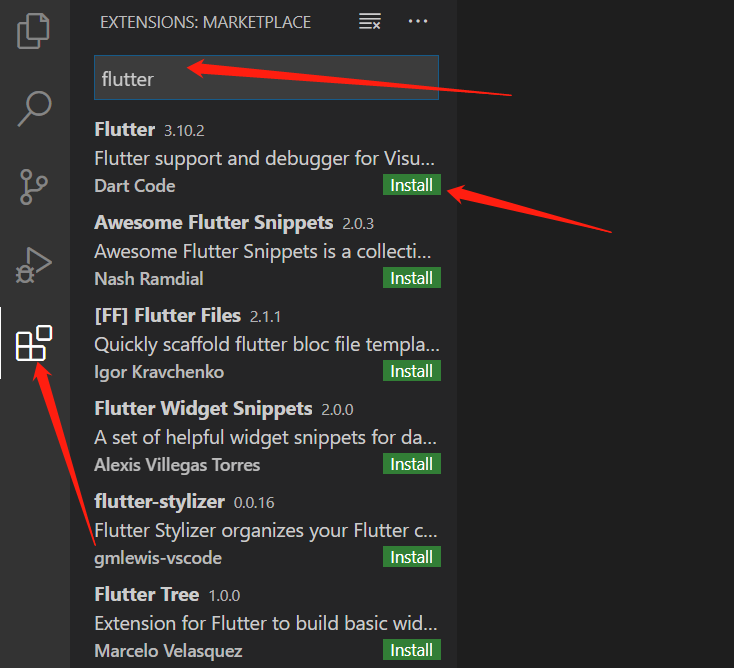 EXTENSIONS: MARKETPLACE
flutter
Flutter 3.10.2
Flutter support and debugger for Visu...
Dart Code Install
Awesome Flutter Snippets 2.0.3
Awesome Flutter Snippets is a collecti...
Nash Ramdial Install
[FF] Flutter Files 2.1.1
Quickly scaffold flutter bloc file templa...
Igor Kravchenko Install
Flutter Widget Snippets 2.0.0
A set of helpful widget snippets for da...
Alexis Villegas Torres Install
flutter-stylizer 0.0.16
Flutter Stylizer organizes your Flutter c...
gmlewis-vscode Install
Flutter Tree 1.0.0
Extension for Flutter to build basic wid...
Marcelo Velasquez Install